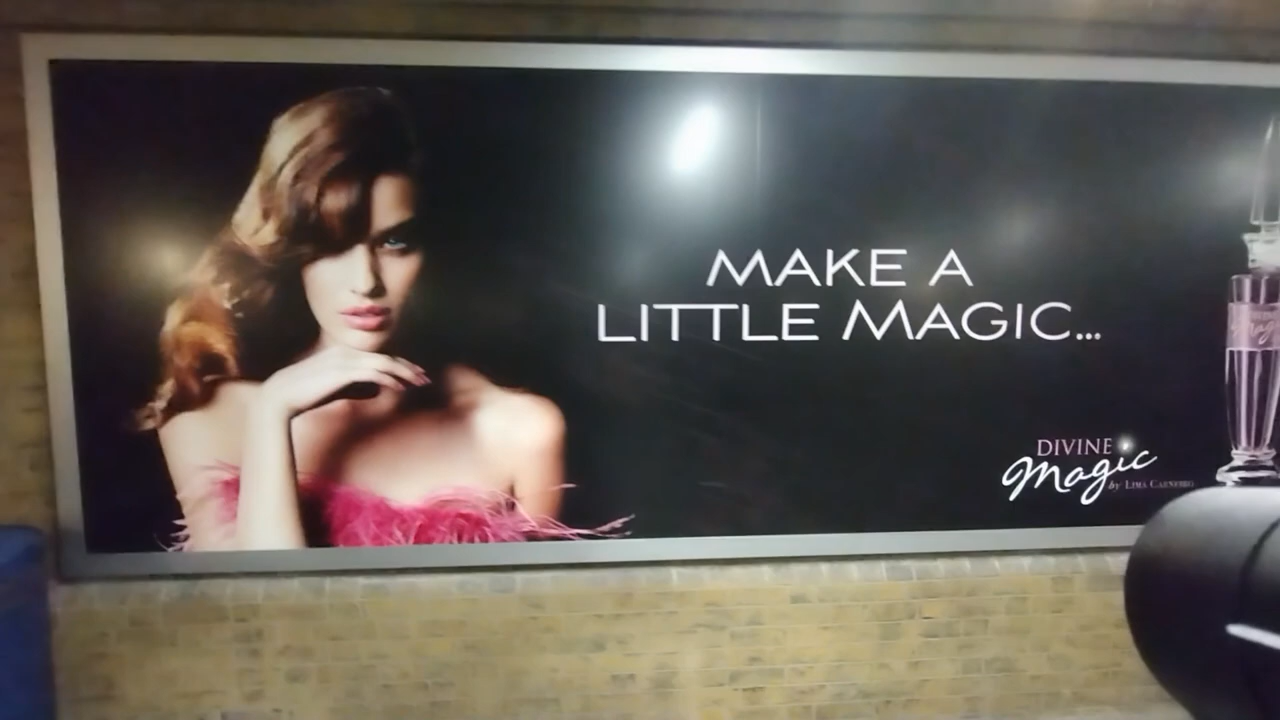 MAKE A
LITTLE MAGIC...
DIVINE
Magic
by LIMA CARNEIRO